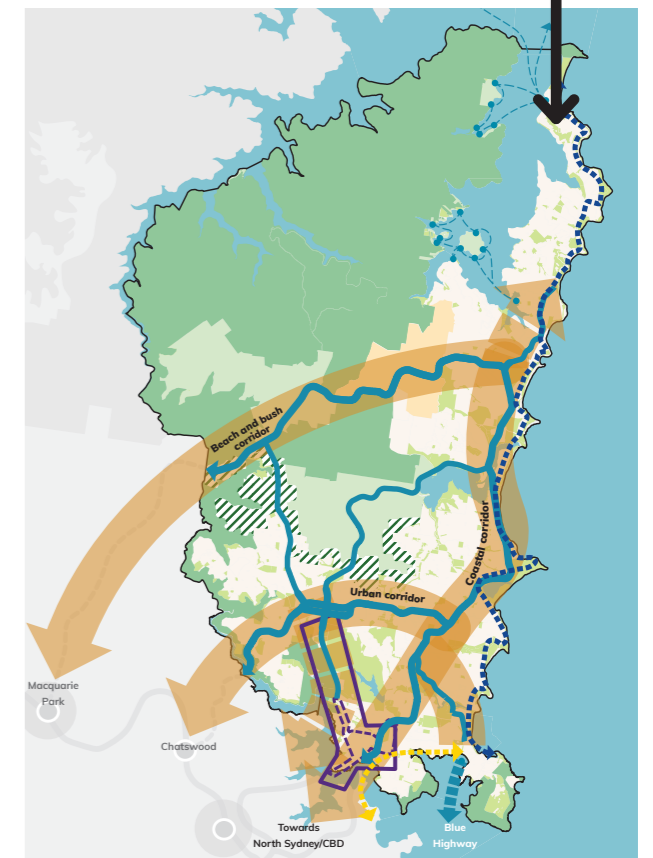 Beach and bush
corridor
Coastal corridor
Urban corridor
Macquarie
Park
Chatswood
Towards
North Sydney/CBD
Blue
Highway